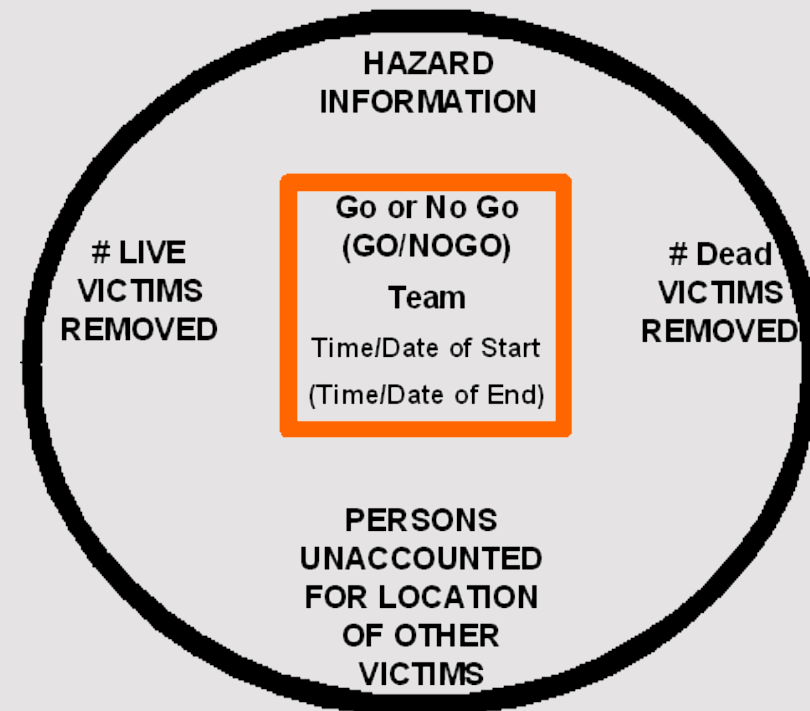 HAZARD
INFORMATION
Go or No Go
(GO/NOGO)
Team
Time/Date of Start
(Time/Date of End)
# LIVE
VICTIMS
REMOVED
# Dead
VICTIMS
REMOVED
PERSONS
UNACCOUNTED
FOR LOCATION
OF OTHER
VICTIMS